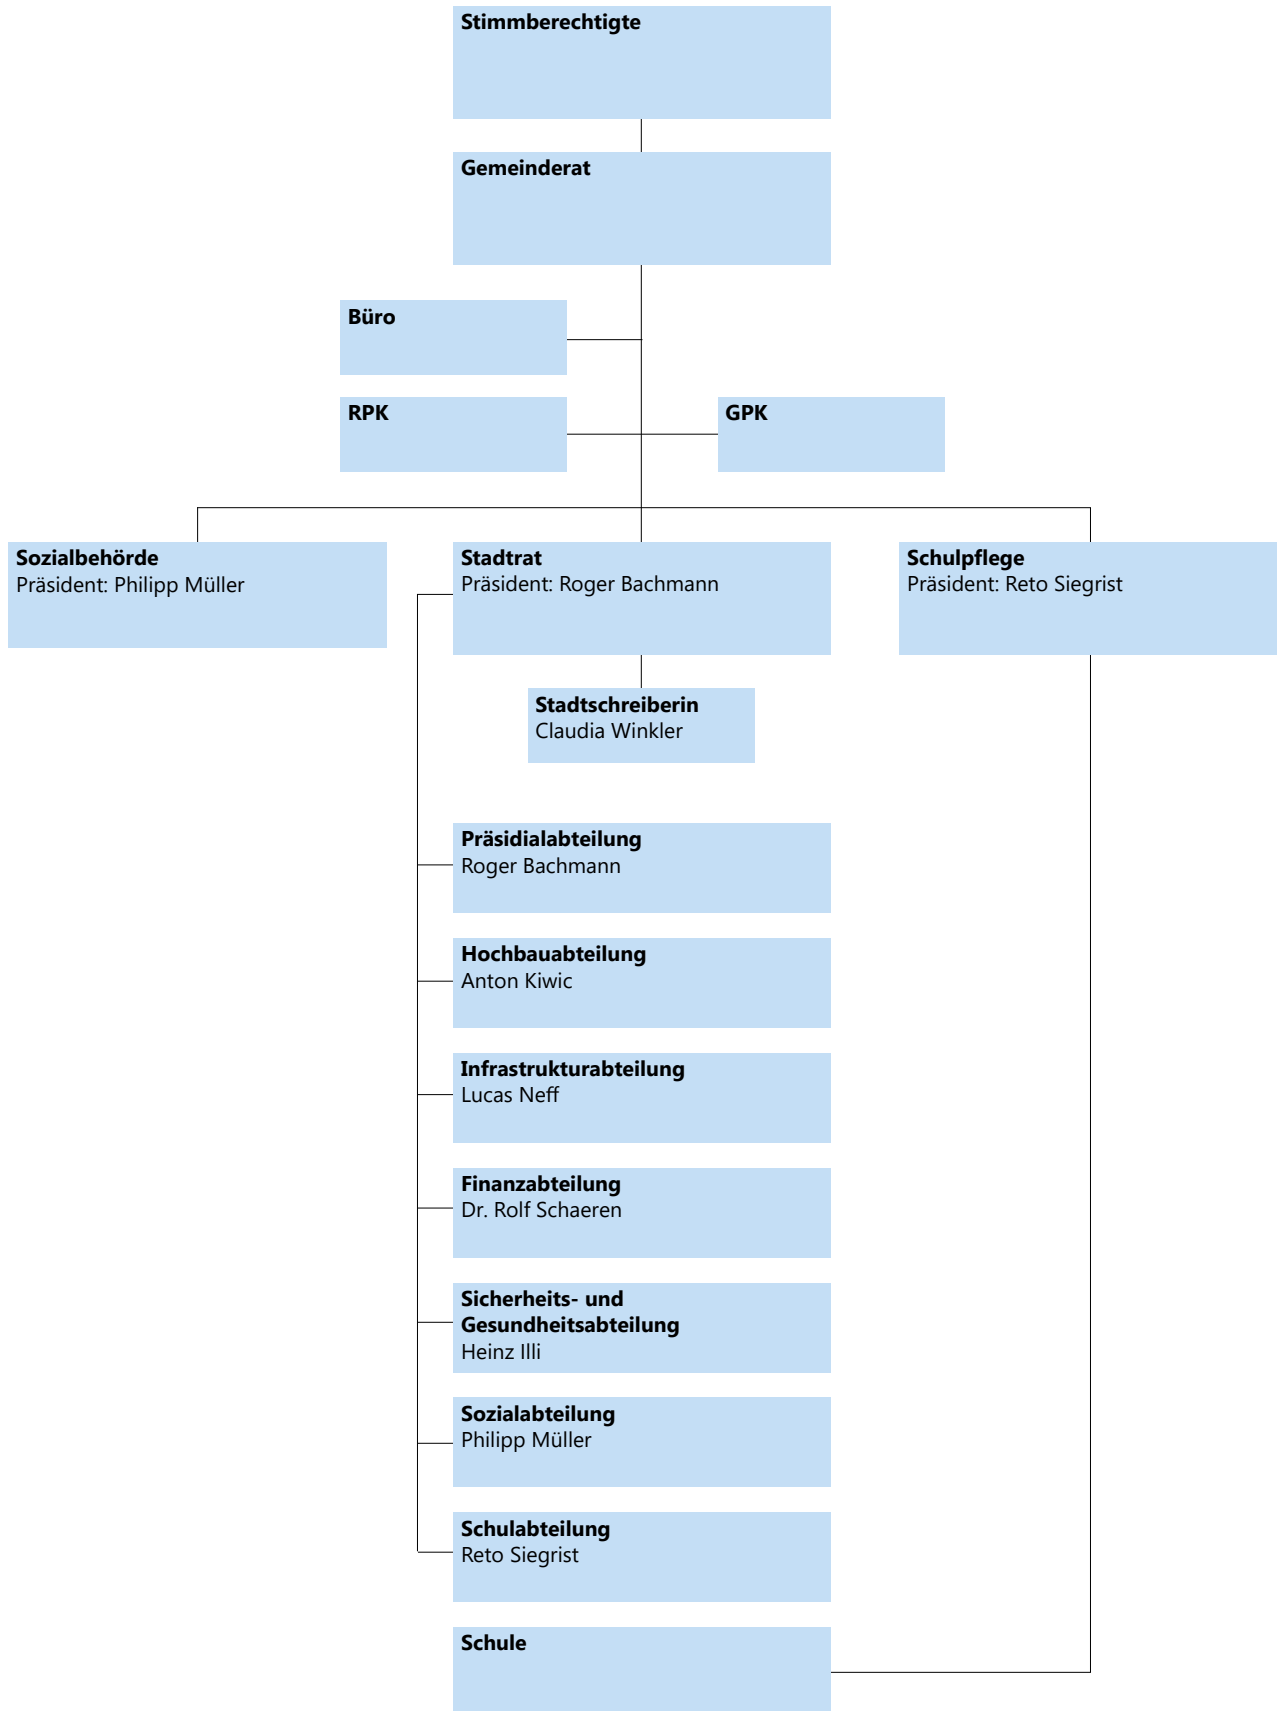 Stimmberechtigte
Gemeinderat
Büro
RPK
GPK
Sozialbehörde
Präsident: Philipp Müller
Stadtrat
Präsident: Roger Bachmann
Schulpflege
Präsident: Reto Siegrist
Stadtschreiberin
Claudia Winkler
Präsidialabteilung
Roger Bachmann
Hochbauabteilung
Anton Kiwic
Infrastrukturabteilung
Lucas Neff
Finanzabteilung
Dr. Rolf Schaeren
Sicherheits- und
Gesundheitsabteilung
Heinz Illi
Sozialabteilung
Philipp Müller
Schulabteilung
Reto Siegrist
Schule